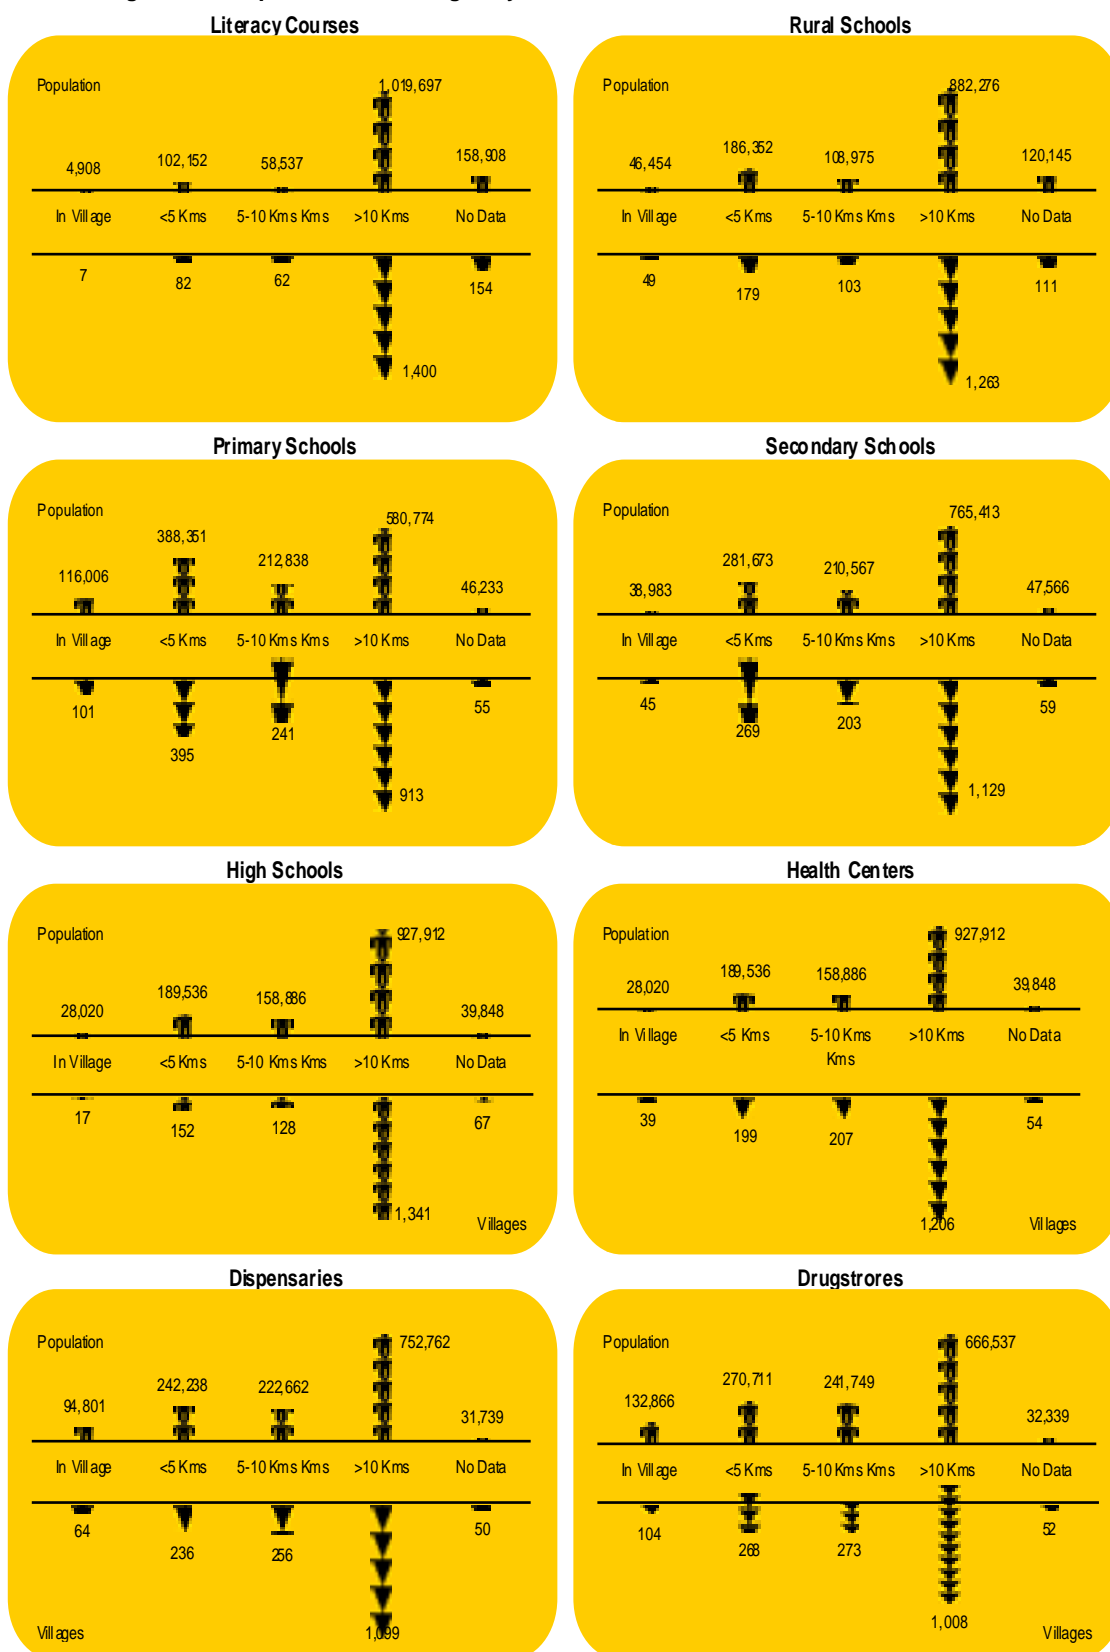 Literacy Courses
Population
4,908 102,152 58,537 1,019,697 158,908
In Village <5 Kms 5-10 Kms Kms >10 Kms No Data
7 82 62 1,400 154
Rural Schools
Population
46,454 186,352 108,975 882,276 120,145
In Village <5 Kms 5-10 Kms Kms >10 Kms No Data
49 179 103 1,263 111
Primary Schools
Population
116,006 388,351 212,838 580,774 46,233
In Village <5 Kms 5-10 Kms Kms >10 Kms No Data
101 395 241 913 55
Secondary Schools
Population
38,983 281,673 210,567 765,413 47,566
In Village <5 Kms 5-10 Kms Kms >10 Kms No Data
45 269 203 1,129 59
High Schools
Population
28,020 189,536 158,886 927,912 39,848
In Village <5 Kms 5-10 Kms Kms >10 Kms No Data
17 152 128 1,341 67
Villages
Health Centers
Population
28,020 189,536 158,886 927,912 39,848
In Village <5 Kms 5-10 Kms >10 Kms No Data
Kms
39 199 207 1,206 54
Villages
Dispensaries
Population
94,801 242,238 222,662 752,762 31,739
In Village <5 Kms 5-10 Kms Kms >10 Kms No Data
64 236 256 1,099 50
Villages
Drugstrores
Population
132,866 270,711 241,749 666,537 32,339
In Village <5 Kms 5-10 Kms Kms >10 Kms No Data
104 268 273 1,008 52
Villages